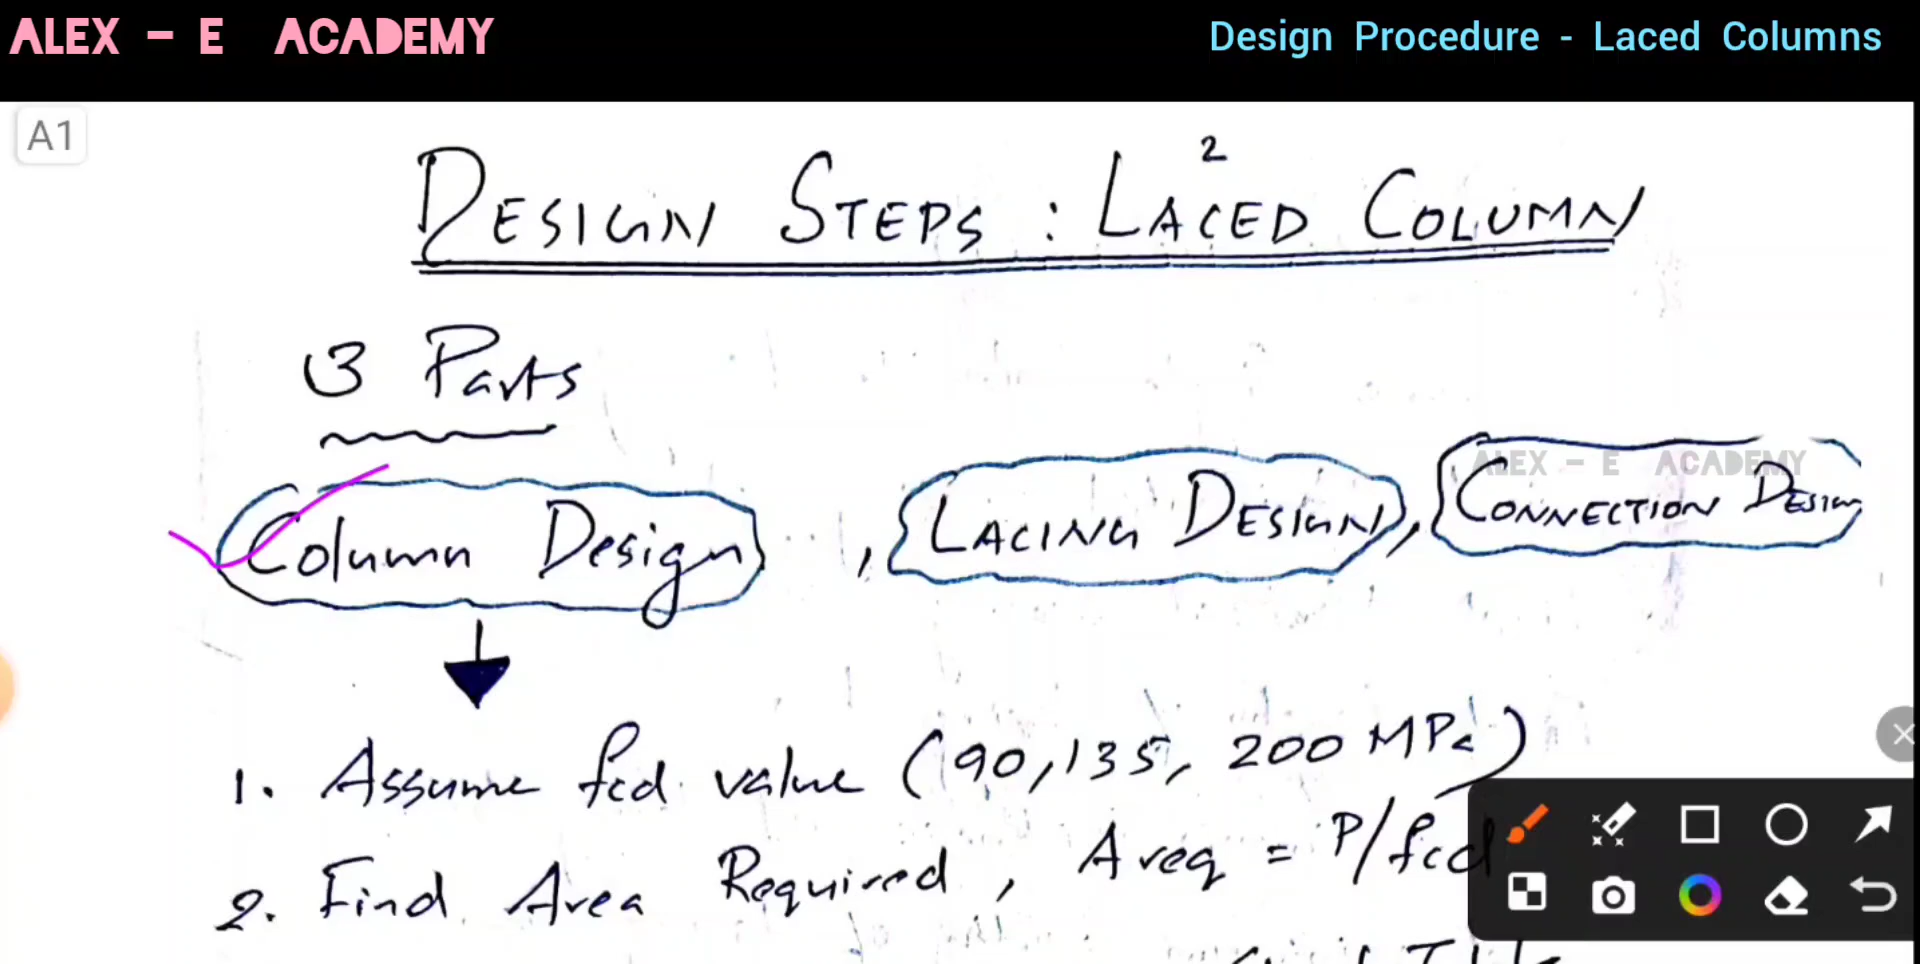 ALEX - E ACADEMY
Design Procedure - Laced Columns
A1
2
DESIGN STEPS : LACED COLUMN
3 Parts
ALEX - E ACADEMY
Column Design , LACING DESIGN , CONNECTION DESIGN
1. Assume fcd value (90, 135, 200 MPa)
2. Find Area Required , Areq = P/fcd